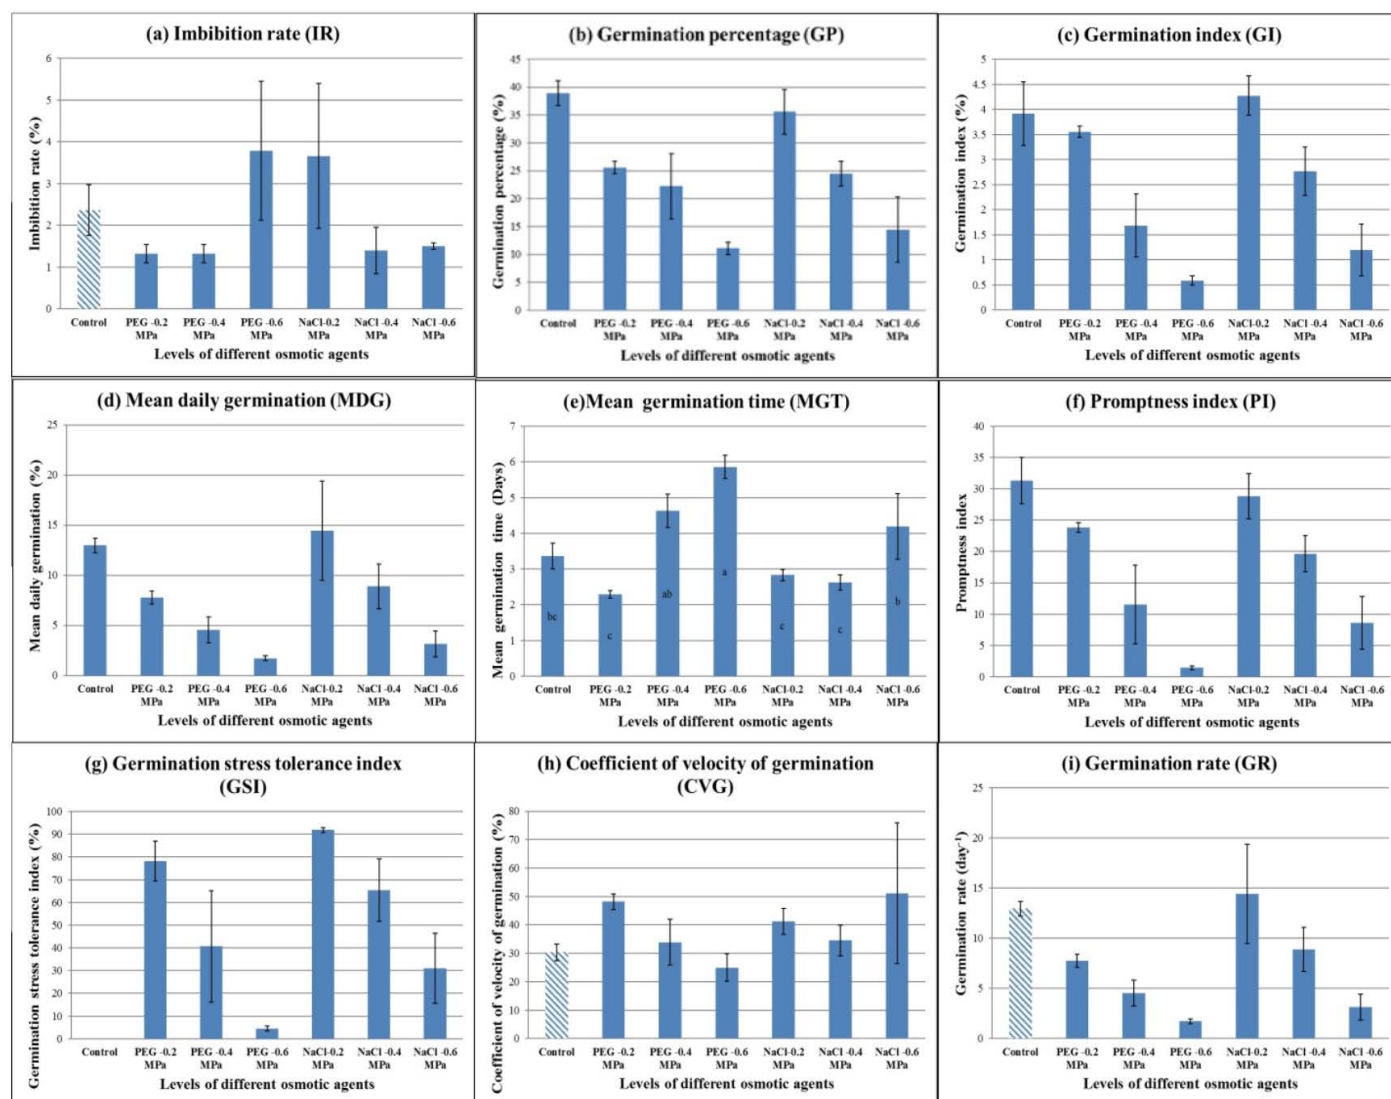 (a) Imbibition rate (IR)
Imbibition rate (%)
6
5
4
3
2
1
0
Control PEG -0.2 PEG -0.4 PEG -0.6 NaCl-0.2 NaCl -0.4 NaCl -0.6
MPa MPa MPa MPa MPa MPa
Levels of different osmotic agents
(b) Germination percentage (GP)
Germination percentage (%)
45
40
35
30
25
20
15
10
5
0
Control PEG -0.2 PEG -0.4 PEG -0.6 NaCl-0.2 NaCl -0.4 NaCl -0.6
MPa MPa MPa MPa MPa MPa
Levels of different osmotic agents
(c) Germination index (GI)
Germination index (%)
5
4.5
4
3.5
3
2.5
2
1.5
1
0.5
0
Control PEG -0.2 PEG -0.4 PEG -0.6 NaCl-0.2 NaCl -0.4 NaCl -0.6
MPa MPa MPa MPa MPa MPa
Levels of different osmotic agents
(d) Mean daily germination (MDG)
Mean daily germination (%)
25
20
15
10
5
0
Control PEG -0.2 PEG -0.4 PEG -0.6 NaCl-0.2 NaCl -0.4 NaCl -0.6
MPa MPa MPa MPa MPa MPa
Levels of different osmotic agents
(e)Mean germination time (MGT)
Mean germination time (Days)
7
6
5
4
3
2
1
0
bc c ab a c c b
Control PEG -0.2 PEG -0.4 PEG -0.6 NaCl-0.2 NaCl -0.4 NaCl -0.6
MPa MPa MPa MPa MPa MPa
Levels of different osmotic agents
(f) Promptness index (PI)
Promptness index
40
35
30
25
20
15
10
5
0
Control PEG -0.2 PEG -0.4 PEG -0.6 NaCl-0.2 NaCl -0.4 NaCl -0.6
MPa MPa MPa MPa MPa MPa
Levels of different osmotic agents
(g) Germination stress tolerance index
(GSI)
Germination stress tolerance index (%)
100
90
80
70
60
50
40
30
20
10
0
Control PEG -0.2 PEG -0.4 PEG -0.6 NaCl-0.2 NaCl -0.4 NaCl -0.6
MPa MPa MPa MPa MPa MPa
Levels of different osmotic agents
(h) Coefficient of velocity of germination
(CVG)
Coefficient of velocity of germination (%)
80
70
60
50
40
30
20
10
0
Control PEG -0.2 PEG -0.4 PEG -0.6 NaCl-0.2 NaCl -0.4 NaCl -0.6
MPa MPa MPa MPa MPa MPa
Levels of different osmotic agents
(i) Germination rate (GR)
Germination rate (day-1)
25
20
15
10
5
0
Control PEG -0.2 PEG -0.4 PEG -0.6 NaCl-0.2 NaCl -0.4 NaCl -0.6
MPa MPa MPa MPa MPa MPa
Levels of different osmotic agents